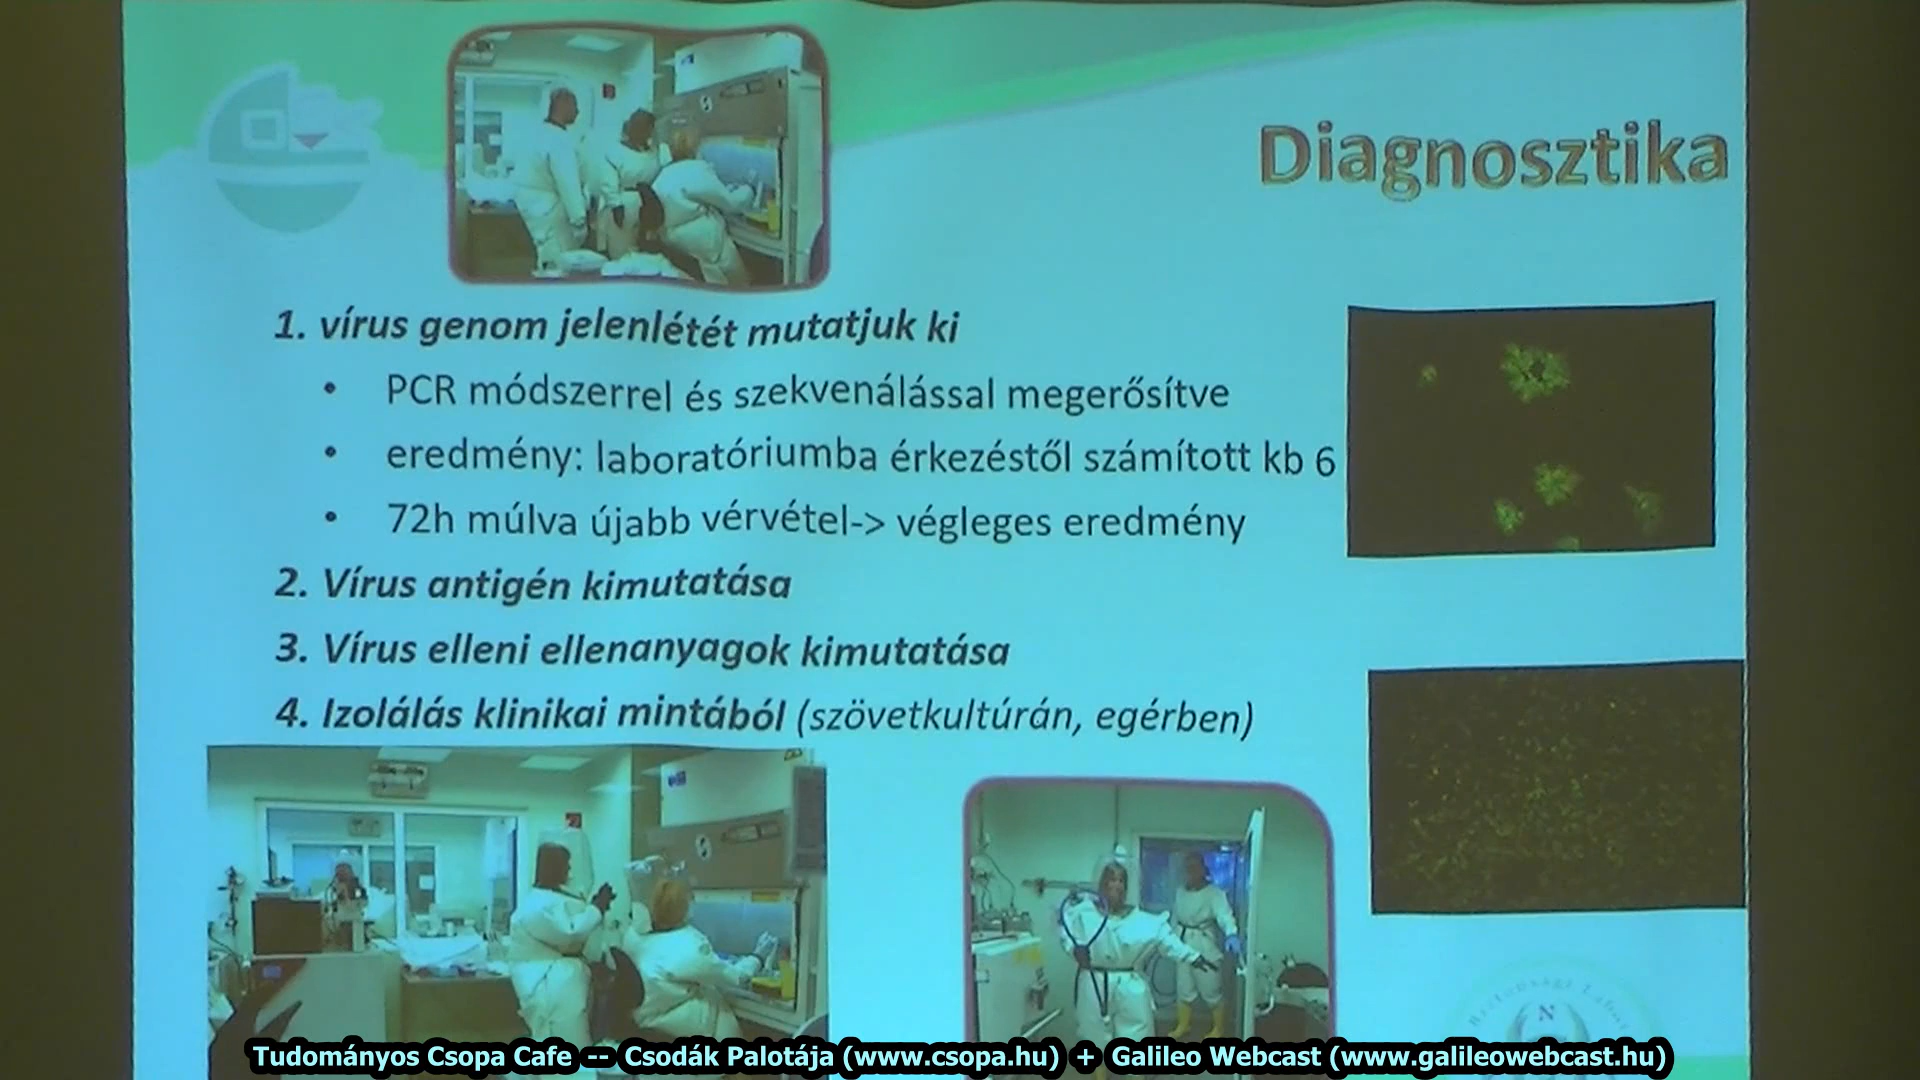 Diagnosztika
1. vírus genom jelenlétét mutatjuk ki
• PCR módszerrel és szekvenálással megerősítve
• eredmény: laboratóriumba érkezéstől számított kb 6
• 72h múlva újabb vérvétel-> végleges eredmény
2. Vírus antigén kimutatása
3. Vírus elleni ellenanyagok kimutatása
4. Izolálás klinikai mintából (szövetkultúrán, egérben)
N
Tudományos Csopa Cafe -- Csodák Palotája (www.csopa.hu) + Galileo Webcast (www.galileowebcast.hu)